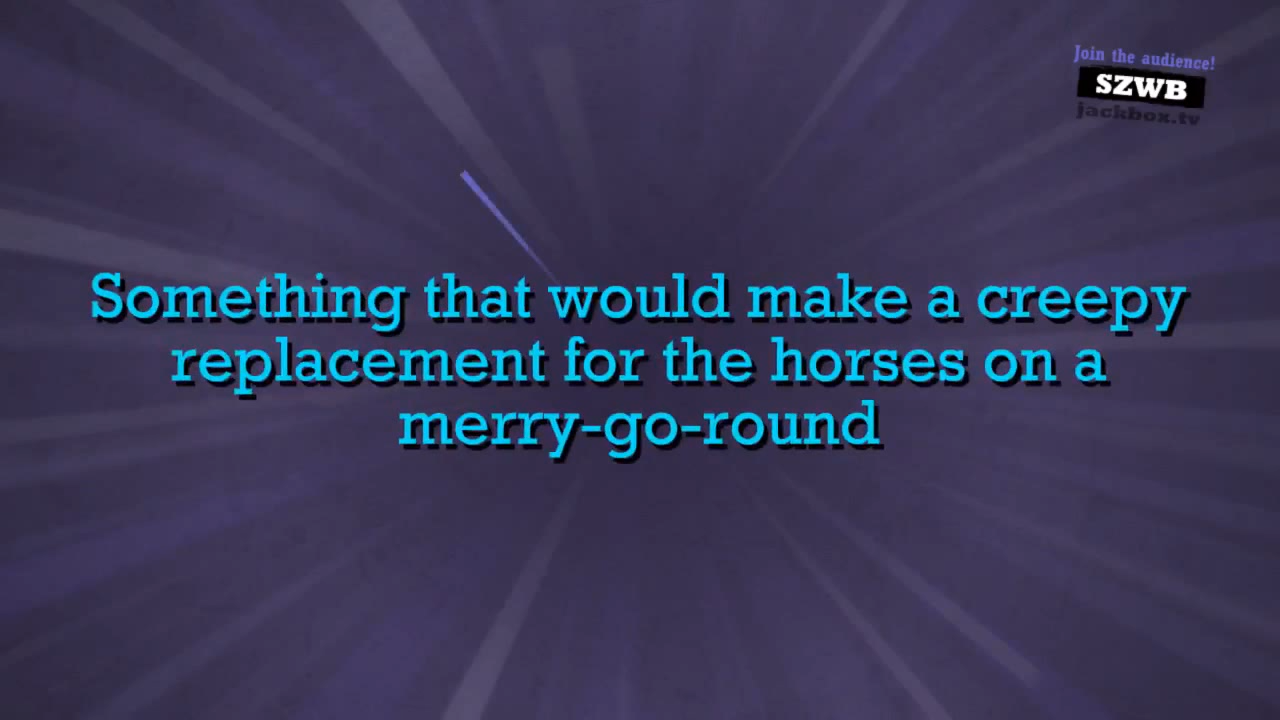 Join the audience!
SZWB
jackbox.tv
Something that would make a creepy
replacement for the horses on a
merry-go-round